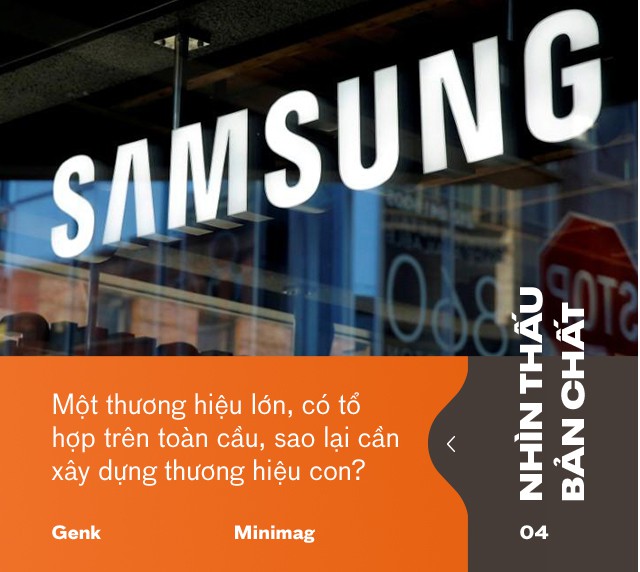 SAMSUNG
STOP
860
Một thương hiệu lớn, có tổ
hợp trên toàn cầu, sao lại cần
xây dựng thương hiệu con?
NHÌN THẤU
BẢN CHẤT
Genk
Minimag
04